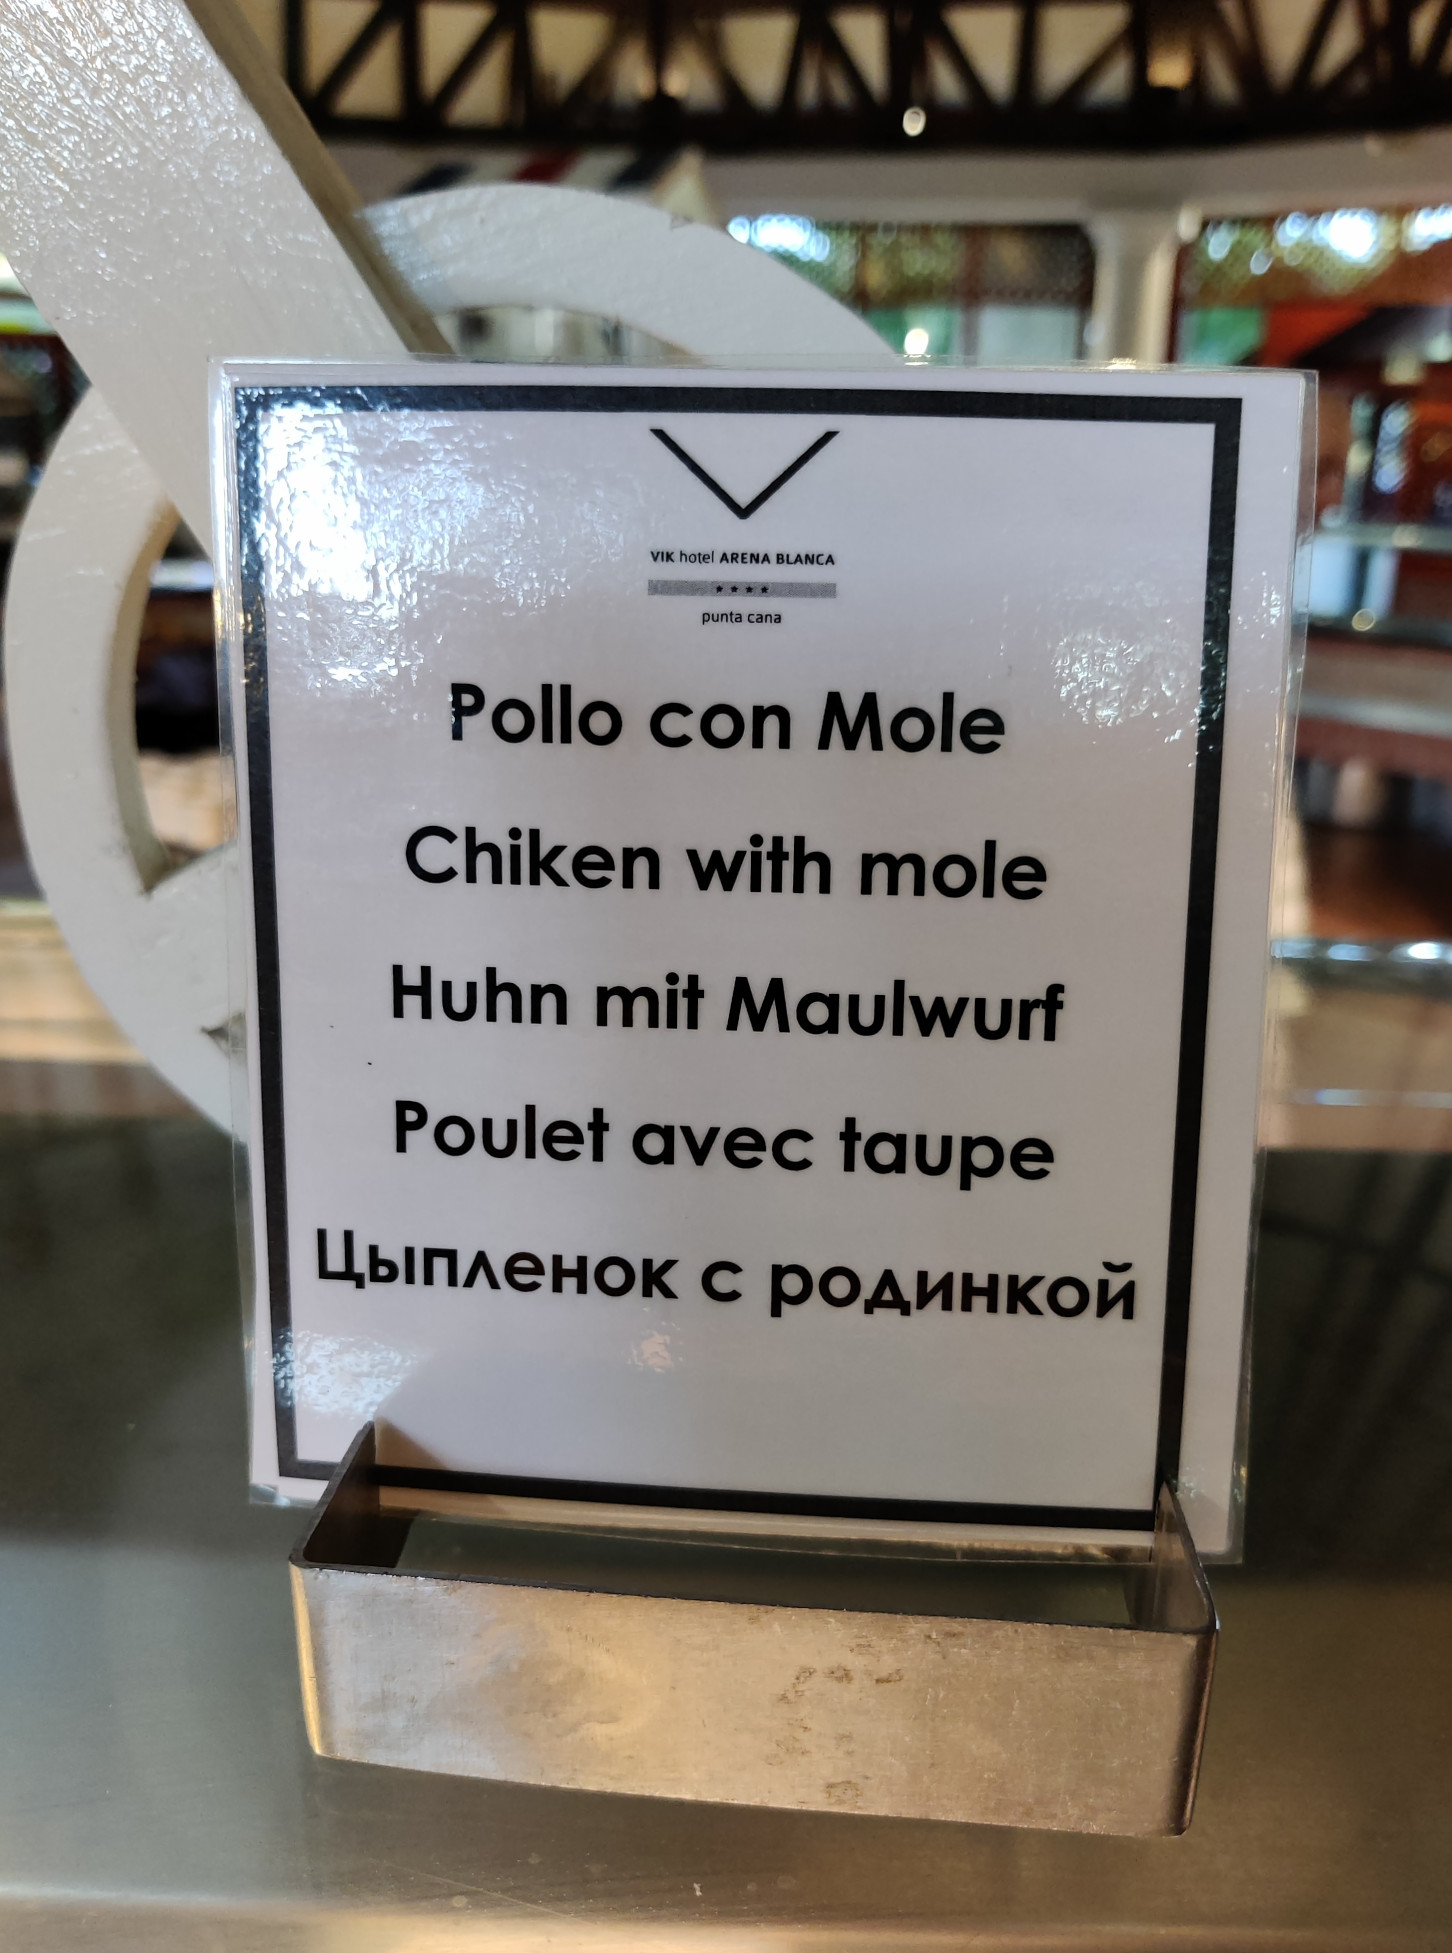 VIK hotel ARENA BLANCA
★★★★
punta cana
Pollo con Mole
Chiken with mole
Huhn mit Maulwurf
Poulet avec taupe
Цыпленок с родинкой